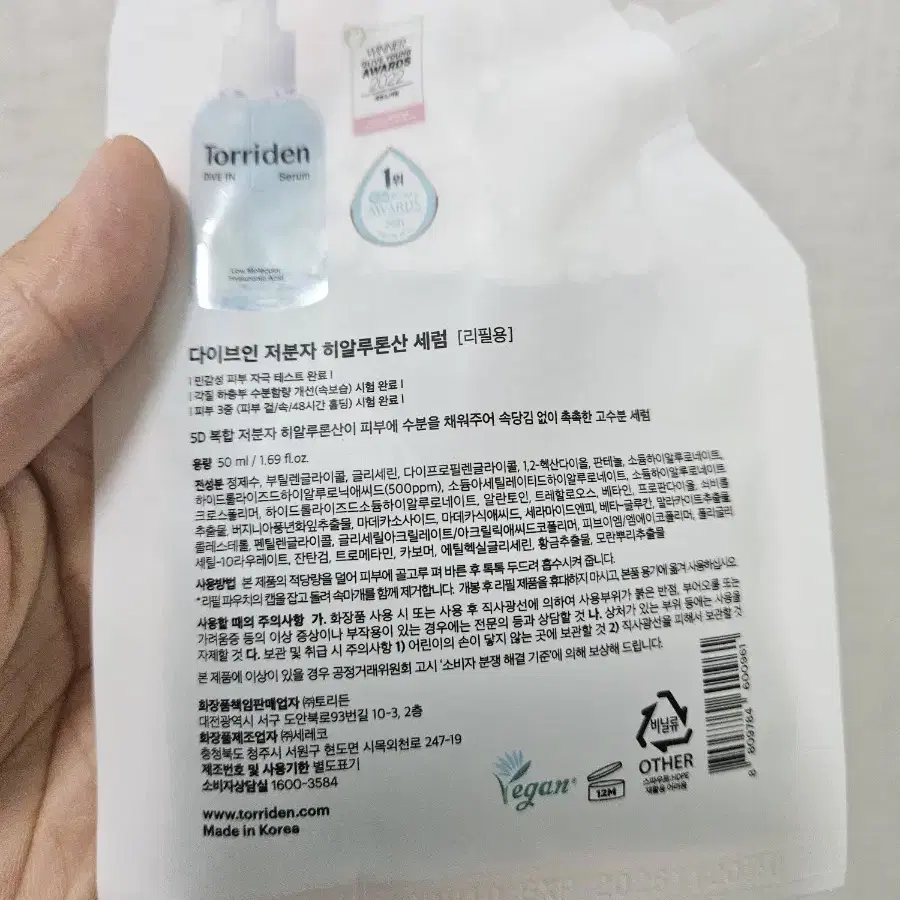 WINNER
OLIVE YOUNG
AWARDS
2022
Torriden
DIVE IN Serum
1위
AWARDS
Low Molecular
Hyaluronic Acid
다이브인 저분자 히알루론산 세럼 [리필용]
| 민감성 피부 자극 테스트 완료 |
| 각질 하층부 수분함량 개선(속보습) 시험 완료 |
| 피부 3중 (피부 겉/속/48시간 홀딩) 시험 완료 |
5D 복합 저분자 히알루론산이 피부에 수분을 채워주어 속당김 없이 촉촉한 고수분 세럼
용량 50 ml / 1.69 fl.oz.
전성분 정제수, 부틸렌글라이콜, 글리세린, 다이프로필렌글라이콜, 1,2-헥산다이올, 판테놀, 소듐하이알루로네이트,
하이드롤라이즈드하이알루로닉애씨드(500ppm), 소듐아세틸레이티드하이알루로네이트, 소듐하이알루로네이트
크로스폴리머, 하이드롤라이즈드소듐하이알루로네이트, 알란토인, 트레할로오스, 베타인, 프로판다이올, 쇠비름
추출물, 버지니아풍년화잎추출물, 마데카소사이드, 마데카식애씨드, 세라마이드엔피, 베타-글루칸, 말라카이트추출물,
콜레스테롤, 펜틸렌글라이콜, 글리세릴아크릴레이트/아크릴릭애씨드코폴리머, 피브이엠/엠에이코폴리머, 폴리글리
세릴-10라우레이트, 잔탄검, 트로메타민, 카보머, 에틸헥실글리세린, 황금추출물, 모란뿌리추출물
사용방법 본 제품의 적당량을 덜어 피부에 골고루 펴 바른 후 톡톡 두드려 흡수시켜 줍니다.
*리필 파우치의 캡을 잡고 돌려 속마개를 함께 제거합니다. 개봉 후 리필 제품을 휴대하지 마시고, 본품 용기에 옮겨 사용하십시오
사용할 때의 주의사항 가. 화장품 사용 시 또는 사용 후 직사광선에 의하여 사용부위가 붉은 반점, 부어오름 또는
가려움증 등의 이상 증상이나 부작용이 있는 경우에는 전문의 등과 상담할 것 나. 상처가 있는 부위 등에는 사용을
자제할 것 다. 보관 및 취급 시 주의사항 1) 어린이의 손이 닿지 않는 곳에 보관할 것 2) 직사광선을 피해서 보관할 것
본 제품에 이상이 있을 경우 공정거래위원회 고시 '소비자 분쟁 해결 기준'에 의해 보상해 드립니다.
화장품책임판매업자 ㈜토리든
대전광역시 서구 도안북로93번길 10-3, 2층
화장품제조업자 ㈜세레코
충청북도 청주시 서원구 현도면 시목외천로 247-19
제조번호 및 사용기한 별도표기
소비자상담실 1600-3584
www.torriden.com
Made in Korea
Vegan
12M
비닐류
OTHER
스파우트:HDPE
재활용 어려움
8 809784 600961